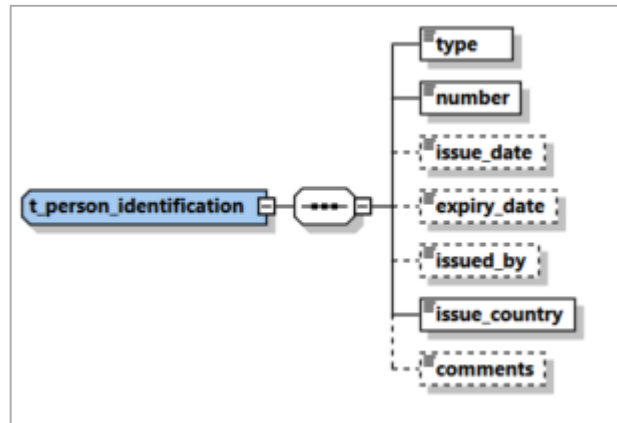 type
number
issue_date
t_person_identification
expiry_date
issued_by
issue_country
comments